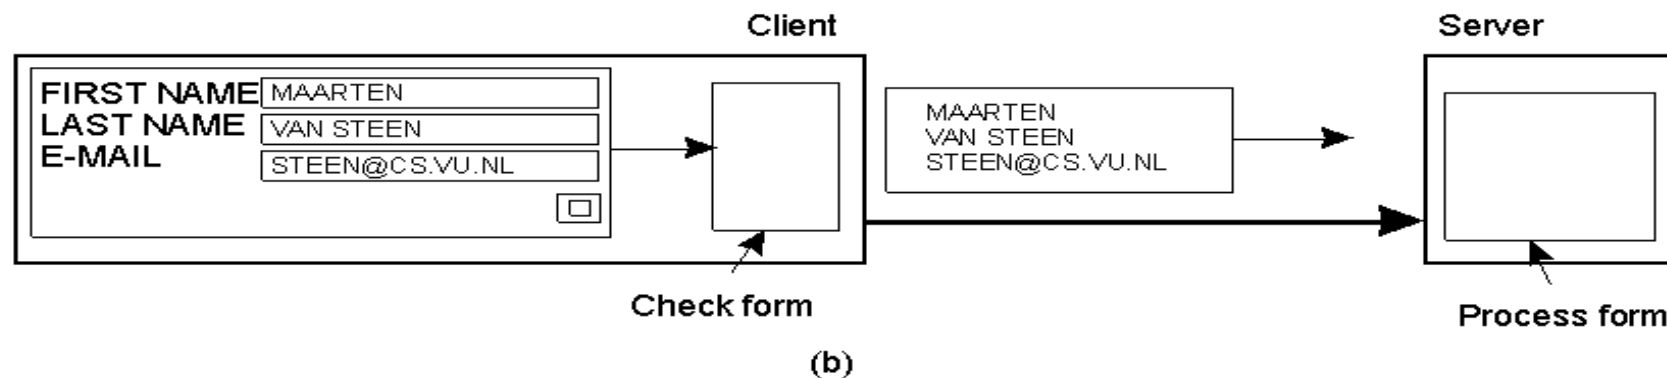 Client
Server
FIRST NAME MAARTEN
LAST NAME VAN STEEN
E-MAIL STEEN@CS.VU.NL
MAARTEN
VAN STEEN
STEEN@CS.VU.NL
Check form
Process form
(b)